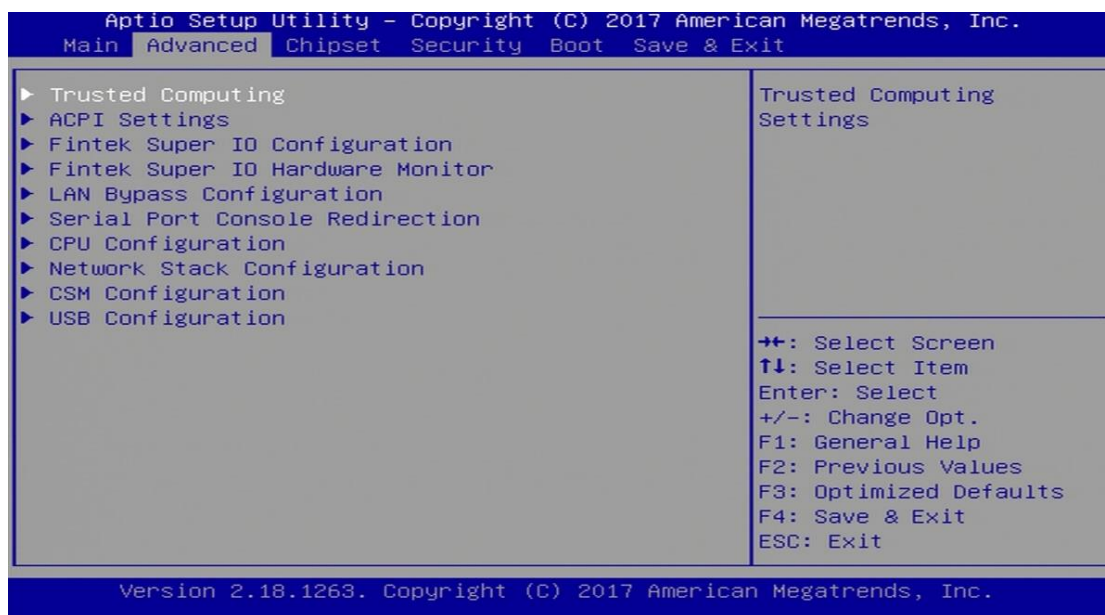 Aptio Setup Utility – Copyright (C) 2017 American Megatrends, Inc.
Main Advanced Chipset Security Boot Save & Exit
► Trusted Computing
► ACPI Settings
► Fintek Super IO Configuration
► Fintek Super IO Hardware Monitor
► LAN Bypass Configuration
► Serial Port Console Redirection
► CPU Configuration
► Network Stack Configuration
► CSM Configuration
► USB Configuration
Trusted Computing
Settings
→←: Select Screen
↑↓: Select Item
Enter: Select
+/-: Change Opt.
F1: General Help
F2: Previous Values
F3: Optimized Defaults
F4: Save & Exit
ESC: Exit
Version 2.18.1263. Copyright (C) 2017 American Megatrends, Inc.